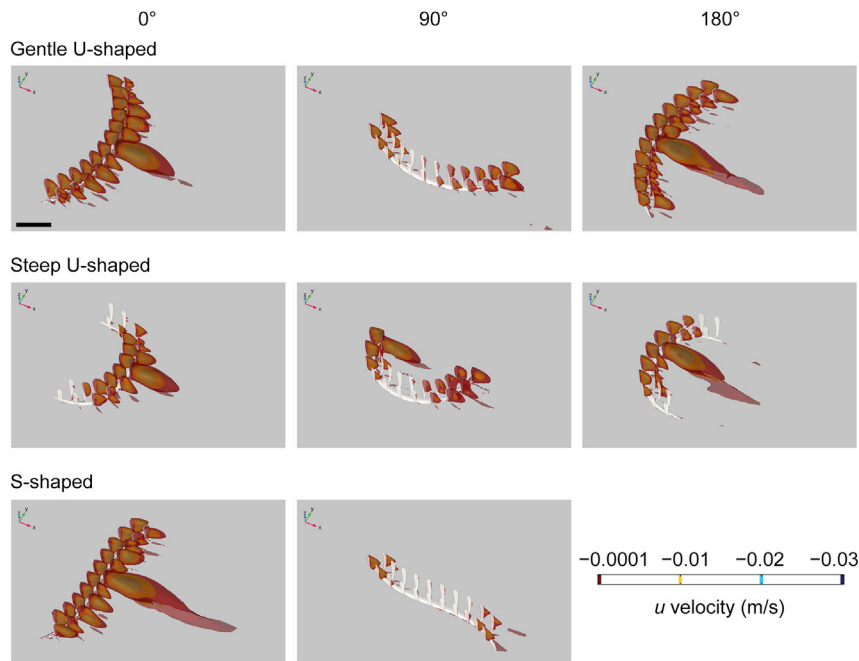 0° 90° 180°
Gentle U-shaped
z y x
z y x
z y x
Steep U-shaped
z y x
z y x
z y x
S-shaped
z y x
z y x
−0.0001 −0.01 −0.02 −0.03
u velocity (m/s)